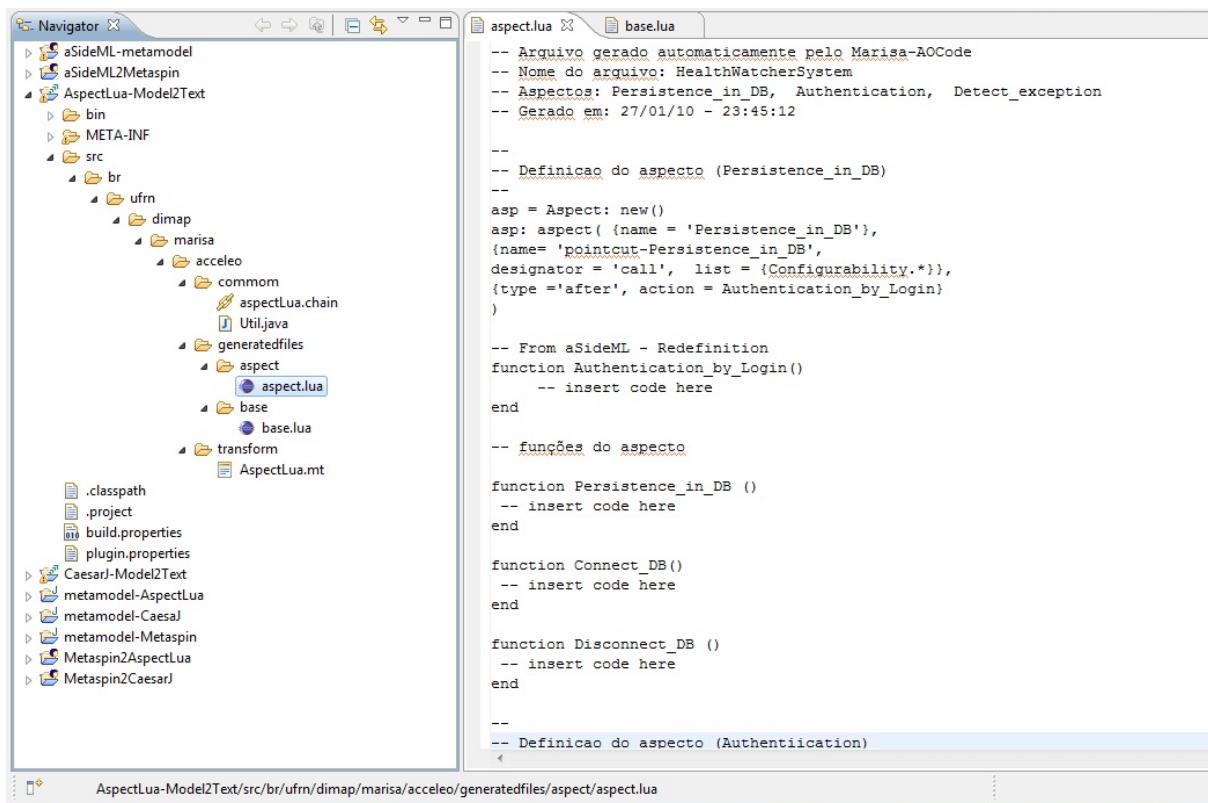 Navigator
aSideML-metamodel
aSideML2Metaspin
AspectLua-Model2Text
bin
META-INF
src
br
ufrn
dimap
marisa
acceleo
commom
aspectLua.chain
Util.java
generatedfiles
aspect
aspect.lua
base
base.lua
transform
AspectLua.mt
.classpath
.project
build.properties
plugin.properties
CaesarJ-Model2Text
metamodel-AspectLua
metamodel-CaesaJ
metamodel-Metaspin
Metaspin2AspectLua
Metaspin2CaesarJ
aspect.lua base.lua
-- Arquivo gerado automaticamente pelo Marisa-AOCode
-- Nome do arquivo: HealthWatcherSystem
-- Aspectos: Persistence_in_DB, Authentication, Detect_exception
-- Gerado em: 27/01/10 - 23:45:12
--
-- Definicao do aspecto (Persistence_in_DB)
--
asp = Aspect: new()
asp: aspect( {name = 'Persistence_in_DB'},
{name= 'pointcut-Persistence_in_DB',
designator = 'call', list = {Configurability.*}},
{type ='after', action = Authentication_by_Login}
)
-- From aSideML - Redefinition
function Authentication_by_Login()
-- insert code here
end
-- funções do aspecto
function Persistence_in_DB ()
-- insert code here
end
function Connect_DB()
-- insert code here
end
function Disconnect_DB ()
-- insert code here
end
--
-- Definicao do aspecto (Authentiication)
AspectLua-Model2Text/src/br/ufrn/dimap/marisa/acceleo/generatedfiles/aspect/aspect.lua